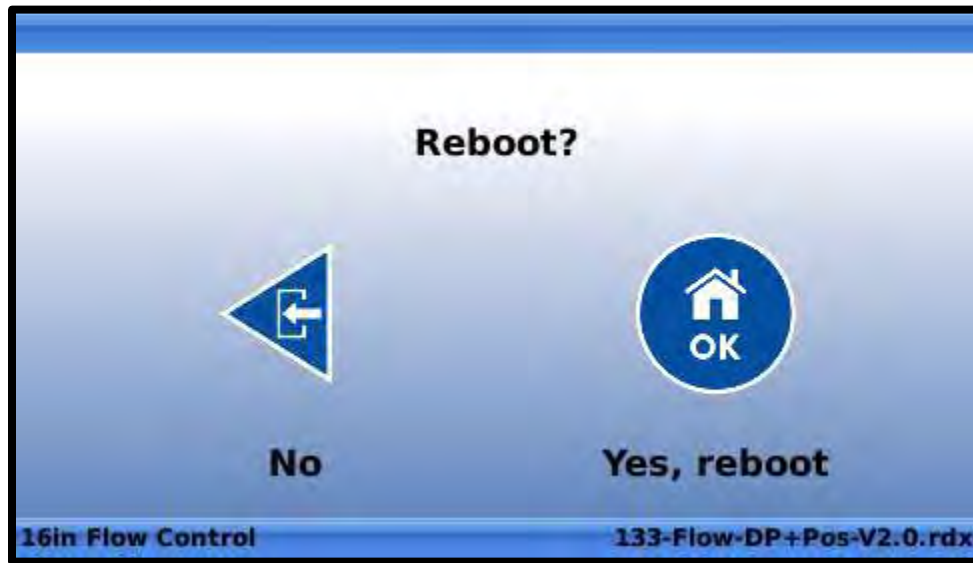 Reboot?
OK
No
Yes, reboot
16in Flow Control
133-Flow-DP+Pos-V2.0.rdx